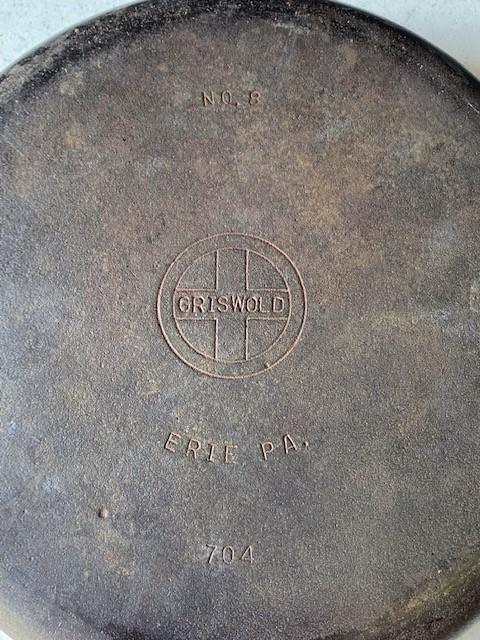 NO. 8
GRISWOLD
ERIE PA.
704